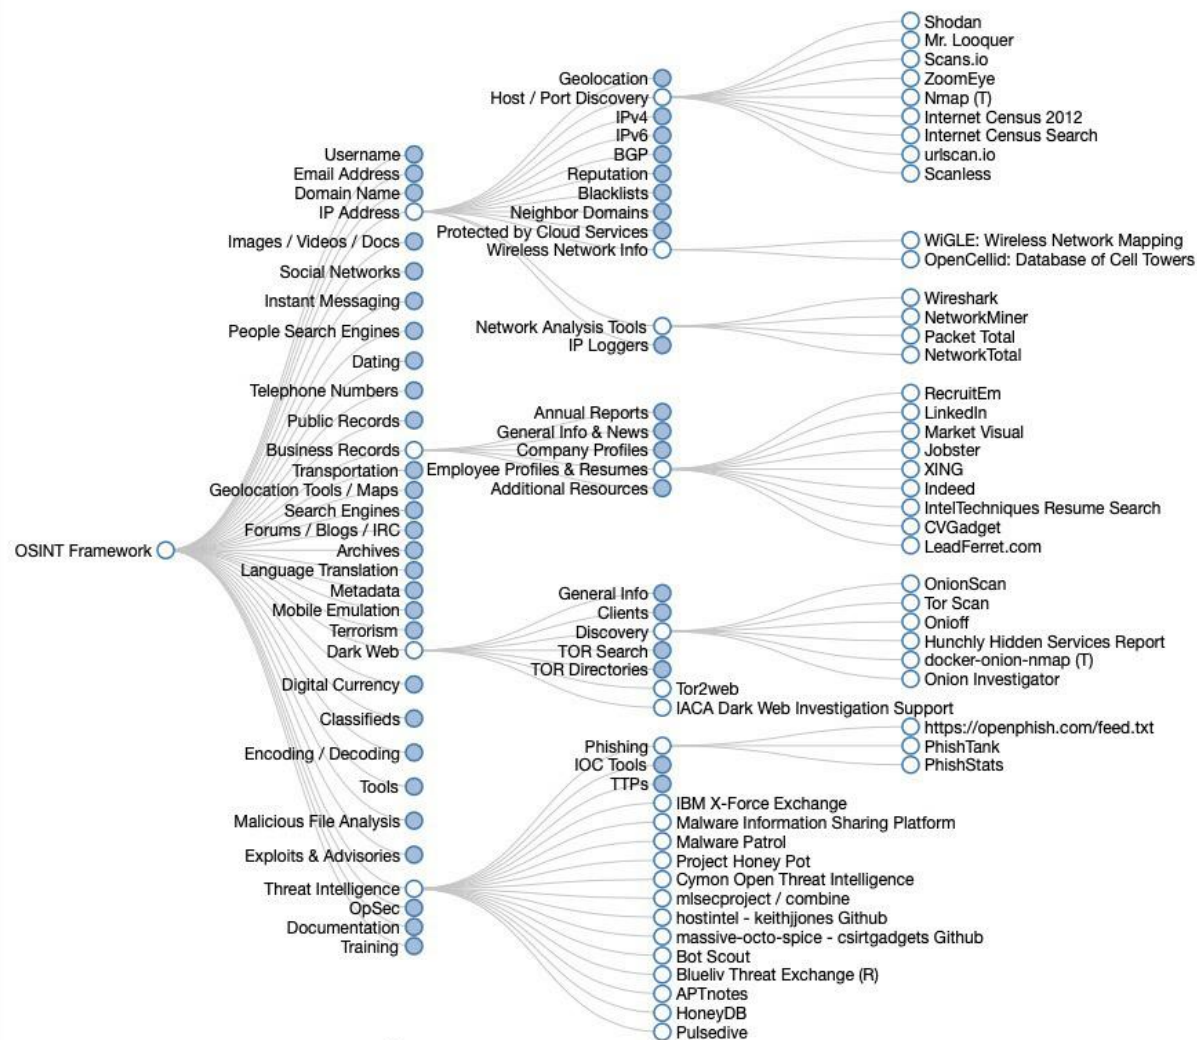 OSINT Framework
Username
Email Address
Domain Name
IP Address
Images / Videos / Docs
Social Networks
Instant Messaging
People Search Engines
Dating
Telephone Numbers
Public Records
Business Records
Transportation
Geolocation Tools / Maps
Search Engines
Forums / Blogs / IRC
Archives
Language Translation
Metadata
Mobile Emulation
Terrorism
Dark Web
Digital Currency
Classifieds
Encoding / Decoding
Tools
Malicious File Analysis
Exploits & Advisories
Threat Intelligence
OpSec
Documentation
Training
Geolocation
Host / Port Discovery
IPv4
IPv6
BGP
Reputation
Blacklists
Neighbor Domains
Protected by Cloud Services
Wireless Network Info
Network Analysis Tools
IP Loggers
Annual Reports
General Info & News
Company Profiles
Employee Profiles & Resumes
Additional Resources
General Info
Clients
Discovery
TOR Search
TOR Directories
Tor2web
IACA Dark Web Investigation Support
Phishing
IOC Tools
TTPs
IBM X-Force Exchange
Malware Information Sharing Platform
Malware Patrol
Project Honey Pot
Cymon Open Threat Intelligence
mlsecproject / combine
hostintel - keithjjones Github
massive-octo-spice - csirtgadgets Github
Bot Scout
Blueliv Threat Exchange (R)
APTnotes
HoneyDB
Pulsedive
Shodan
Mr. Looquer
Scans.io
ZoomEye
Nmap (T)
Internet Census 2012
Internet Census Search
urlscan.io
Scanless
WiGLE: Wireless Network Mapping
OpenCellid: Database of Cell Towers
Wireshark
NetworkMiner
Packet Total
NetworkTotal
RecruitEm
LinkedIn
Market Visual
Jobster
XING
Indeed
IntelTechniques Resume Search
CVGadget
LeadFerret.com
OnionScan
Tor Scan
Onioff
Hunchly Hidden Services Report
docker-onion-nmap (T)
Onion Investigator
https://openphish.com/feed.txt
PhishTank
PhishStats